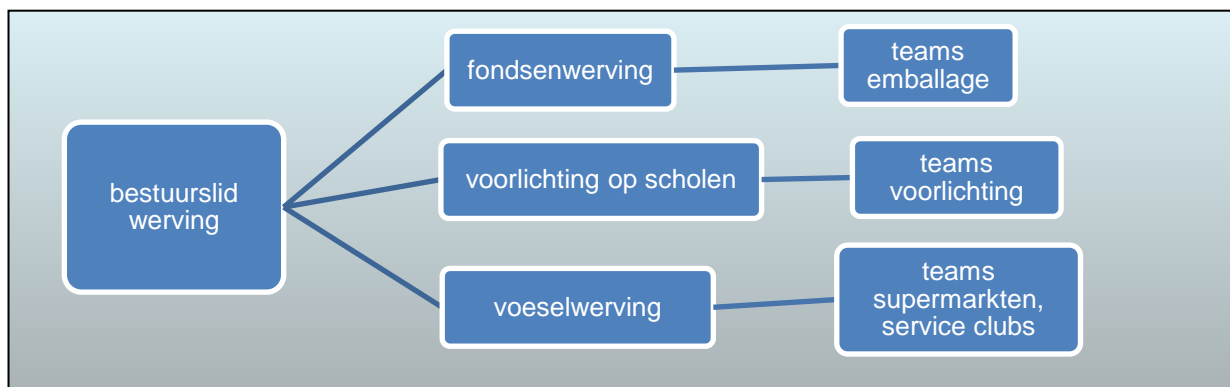 bestuurslid
werving
fondsenwerving
teams
emballage
voorlichting op scholen
teams
voorlichting
voeselwerving
teams
supermarkten,
service clubs